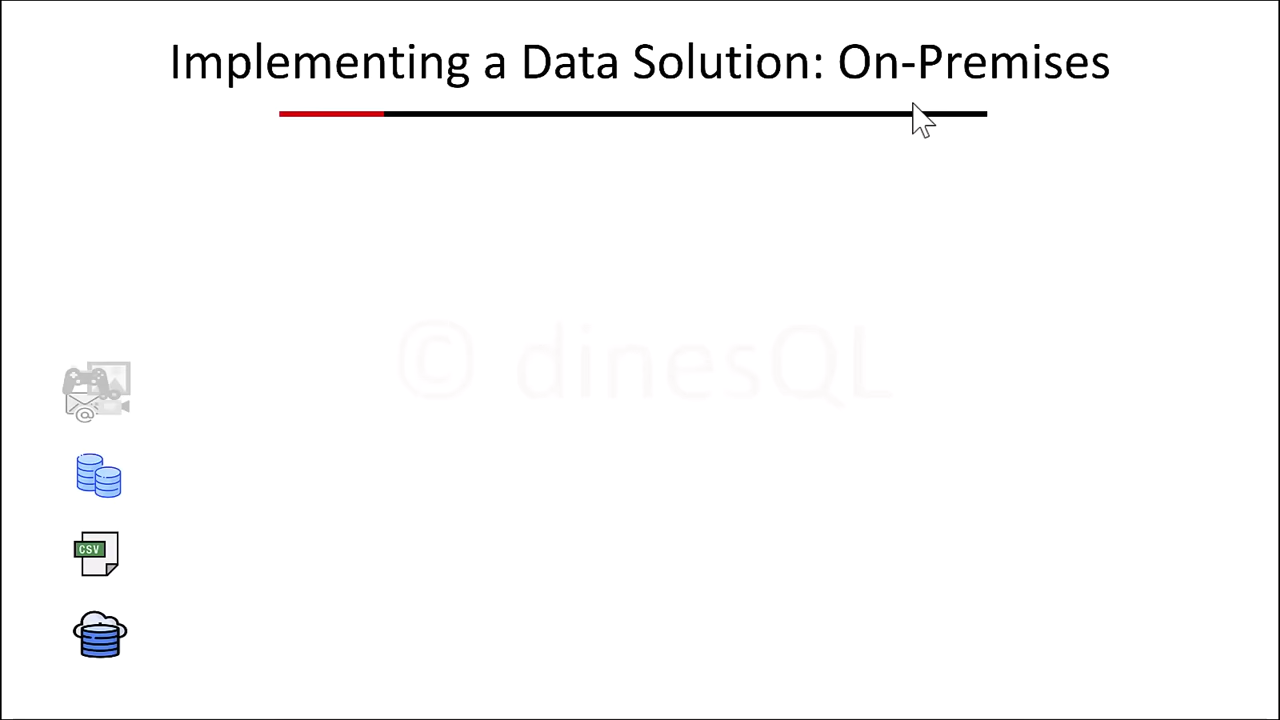 Implementing a Data Solution: On-Premises
© dinesQL
@
CSV